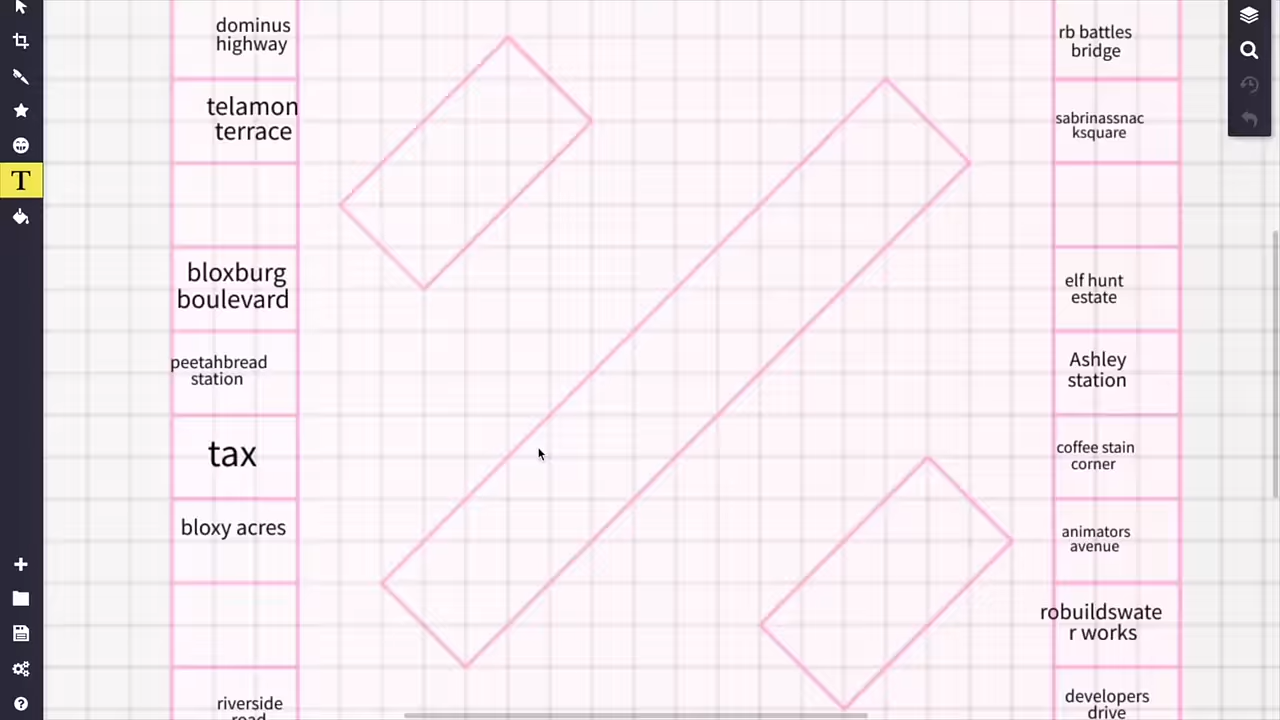 dominus
highway
telamon
terrace
bloxburg
boulevard
peetahbread
station
tax
bloxy acres
riverside
road
rb battles
bridge
sabrinassnac
ksquare
elf hunt
estate
Ashley
station
coffee stain
corner
animators
avenue
robuildswate
r works
developers
drive
T